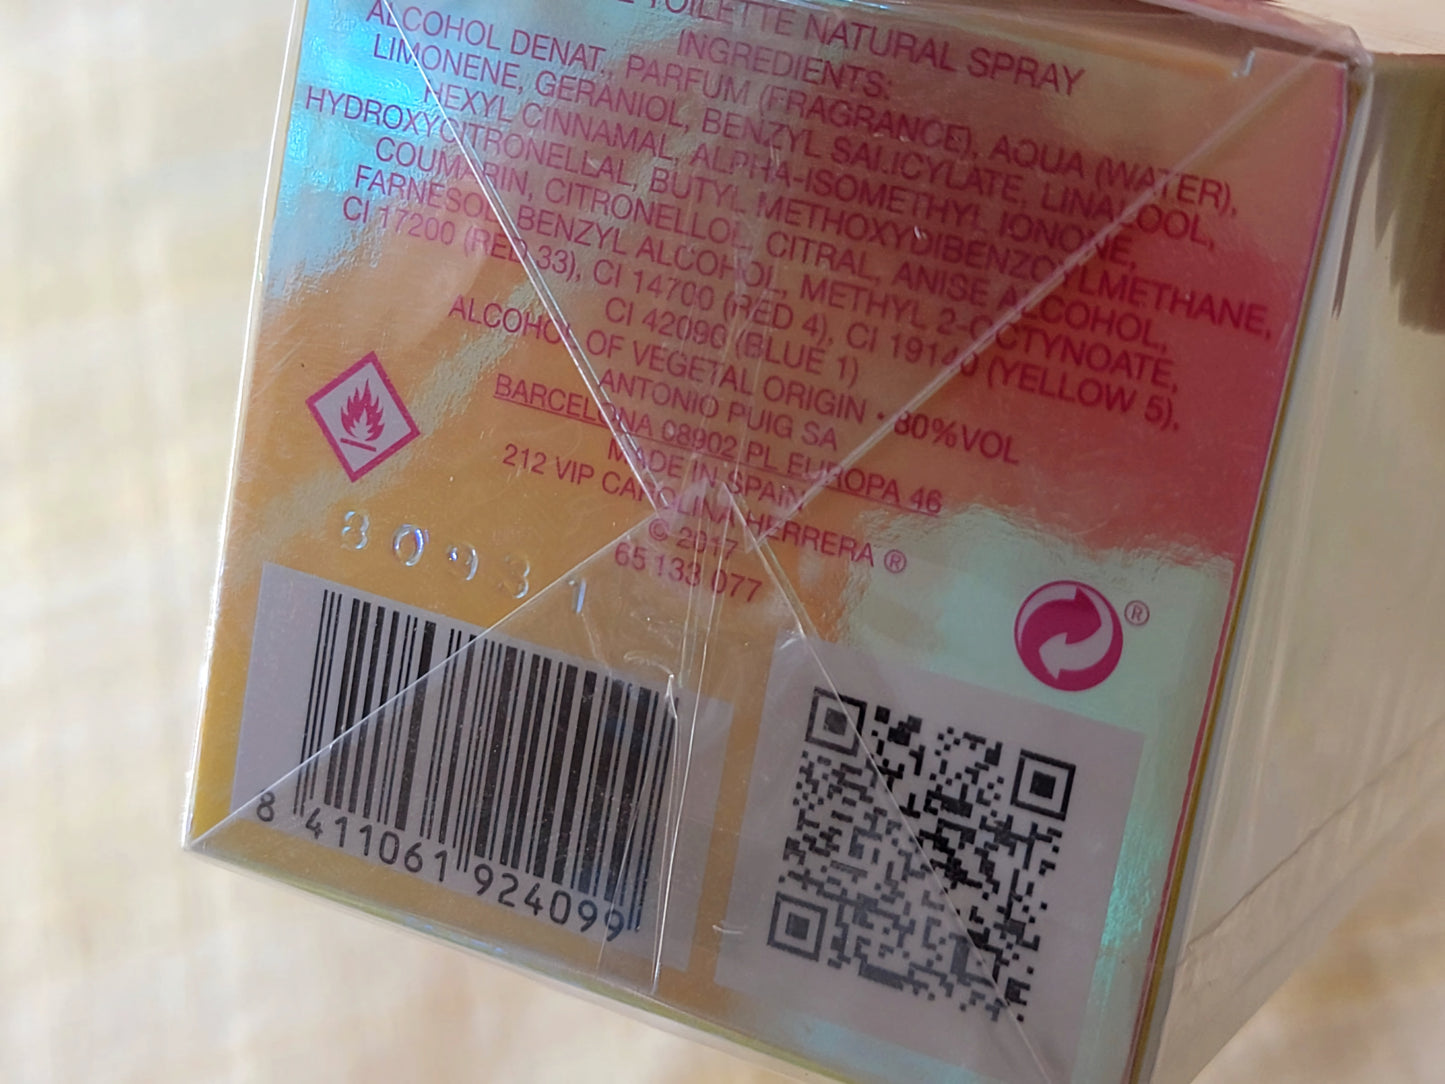 TOILETTE NATURAL SPRAY
INGREDIENTS:
ALCOHOL DENAT., PARFUM (FRAGRANCE), AQUA (WATER),
LIMONENE, GERANIOL, BENZYL SALICYLATE, LINALOOL,
HEXYL CINNAMAL, ALPHA-ISOMETHYL IONONE,
HYDROXYCITRONELLAL, BUTYL METHOXYDIBENZOYLMETHANE,
COUMARIN, CITRONELLOL, CITRAL, ANISE ALCOHOL,
FARNESOL, BENZYL ALCOHOL, METHYL 2-OCTYNOATE,
CI 17200 (RED 33), CI 14700 (RED 4), CI 19140 (YELLOW 5),
CI 42090 (BLUE 1)
ALCOHOL OF VEGETAL ORIGIN • 80%VOL
ANTONIO PUIG SA
BARCELONA 08902 PL EUROPA 46
MADE IN SPAIN
212 VIP CAROLINA HERRERA ®
© 2017
65 133 077
80931
®
8 411061 924099